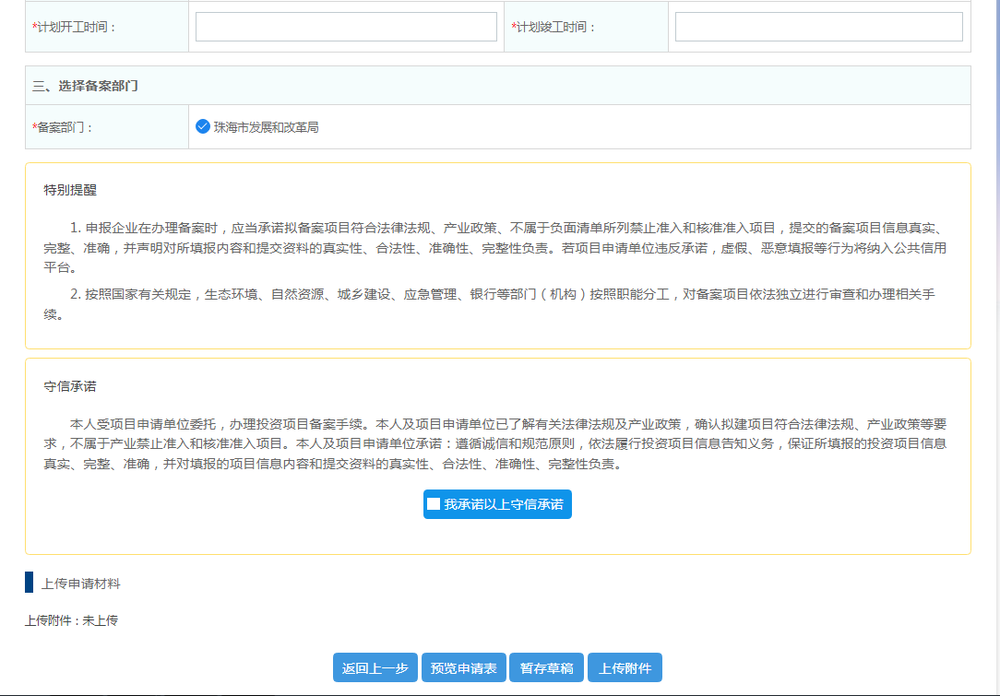 *计划开工时间： *计划竣工时间：
三、选择备案部门
*备案部门： 珠海市发展和改革局
特别提醒
1. 申报企业在办理备案时，应当承诺拟备案项目符合法律法规、产业政策、不属于负面清单所列禁止准入和核准准入项目，提交的备案项目信息真实、
完整、准确，并声明对所填报内容和提交资料的真实性、合法性、准确性、完整性负责。若项目申请单位违反承诺，虚假、恶意填报等行为将纳入公共信用
平台。
2. 按照国家有关规定，生态环境、自然资源、城乡建设、应急管理、银行等部门（机构）按照职能分工，对备案项目依法独立进行审查和办理相关手
续。
守信承诺
本人受项目申请单位委托，办理投资项目备案手续。本人及项目申请单位已了解有关法律法规及产业政策，确认拟建项目符合法律法规、产业政策等要
求，不属于产业禁止准入和核准准入项目。本人及项目申请单位承诺：遵循诚信和规范原则，依法履行投资项目信息告知义务，保证所填报的投资项目信息
真实、完整、准确，并对填报的项目信息内容和提交资料的真实性、合法性、准确性、完整性负责。
我承诺以上守信承诺
上传申请材料
上传附件：未上传
返回上一步 预览申请表 暂存草稿 上传附件